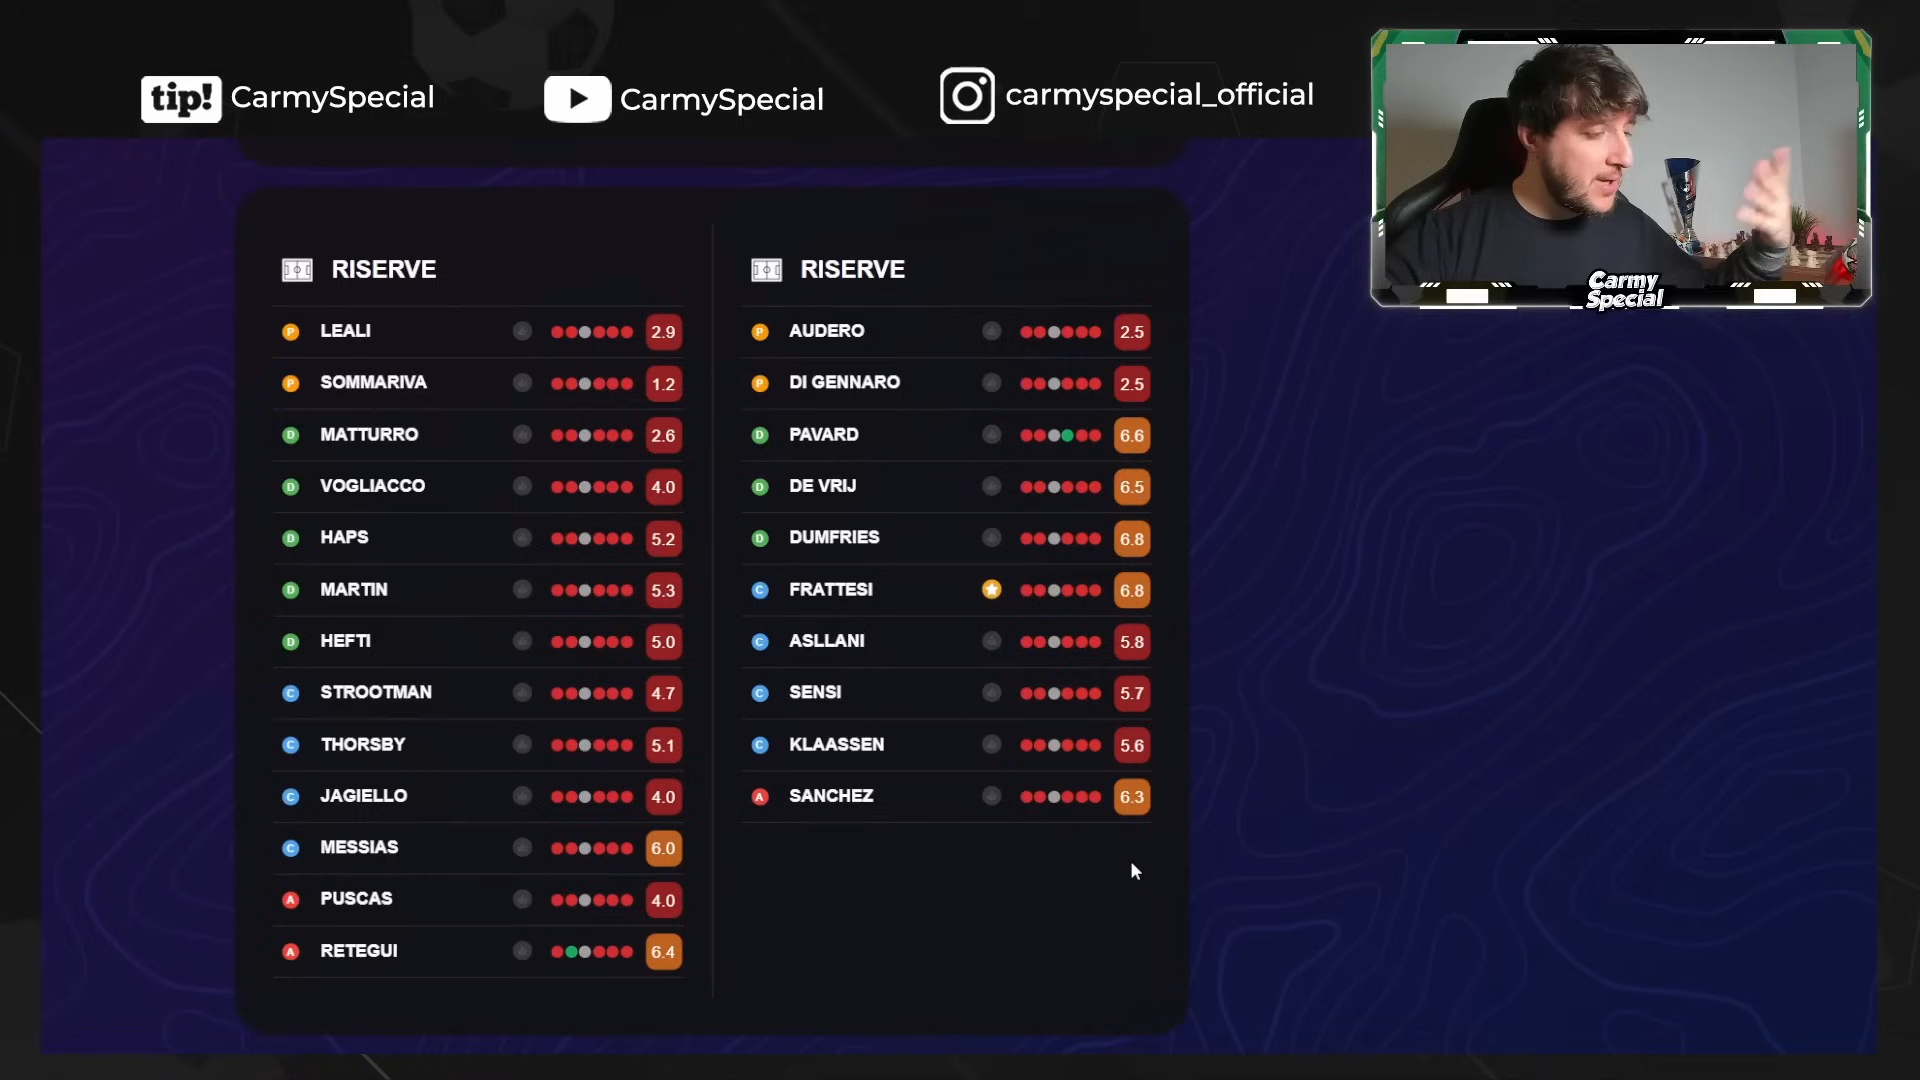 tip! CarmySpecial
CarmySpecial
carmyspecial_official
Carmy
Special
RISERVE
P LEALI 2.9
P SOMMARIVA 1.2
D MATTURRO 2.6
D VOGLIACCO 4.0
D HAPS 5.2
D MARTIN 5.3
D HEFTI 5.0
C STROOTMAN 4.7
C THORSBY 5.1
C JAGIELLO 4.0
C MESSIAS 6.0
A PUSCAS 4.0
A RETEGUI 6.4
RISERVE
P AUDERO 2.5
P DI GENNARO 2.5
D PAVARD 6.6
D DE VRIJ 6.5
D DUMFRIES 6.8
C FRATTESI 6.8
C ASLLANI 5.8
C SENSI 5.7
C KLAASSEN 5.6
A SANCHEZ 6.3